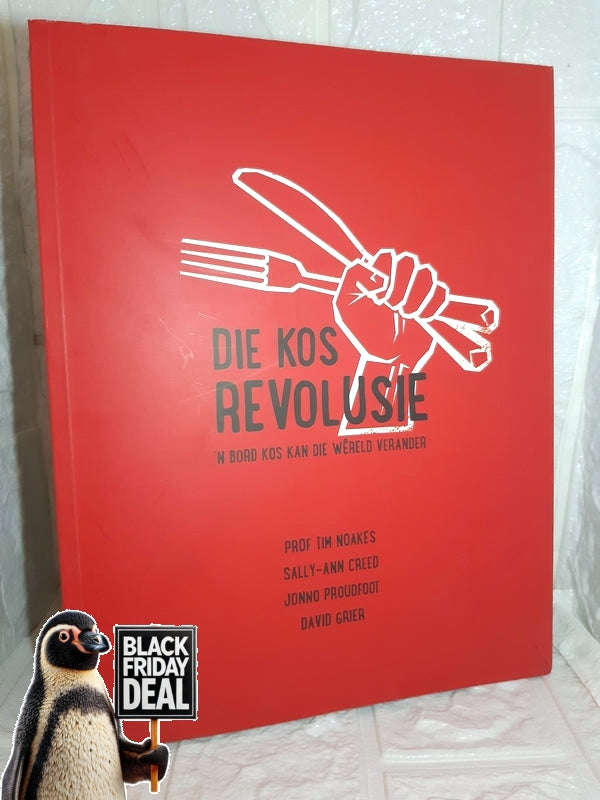 DIE KOS
REVOLUSIE
'N BORD KOS KAN DIE WÊRELD VERANDER
PROF TIM NOAKES
SALLY-ANN CREED
JONNO PROUDFOOT
DAVID GRIER
BLACK
FRIDAY
DEAL